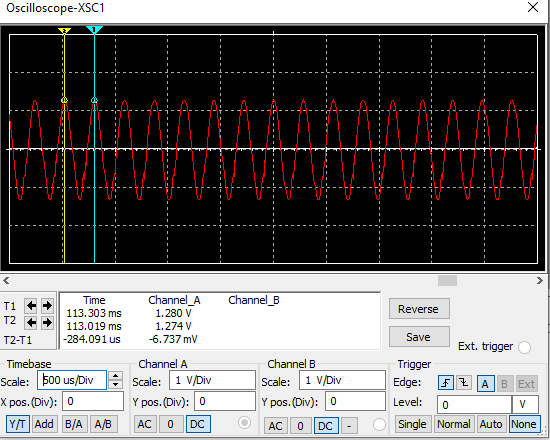 Oscilloscope-XSC1
2 1
Time Channel_A Channel_B
T1 113.303 ms 1.280 V
T2 113.019 ms 1.274 V
T2-T1 -284.091 us -6.737 mV
Reverse
Save
Ext. trigger
Timebase
Scale: 500 us/Div
X pos.(Div): 0
Y/T Add B/A A/B
Channel A
Scale: 1 V/Div
Y pos.(Div): 0
AC 0 DC
Channel B
Scale: 1 V/Div
Y pos.(Div): 0
AC 0 DC -
Trigger
Edge: A B Ext
Level: 0 V
Single Normal Auto None